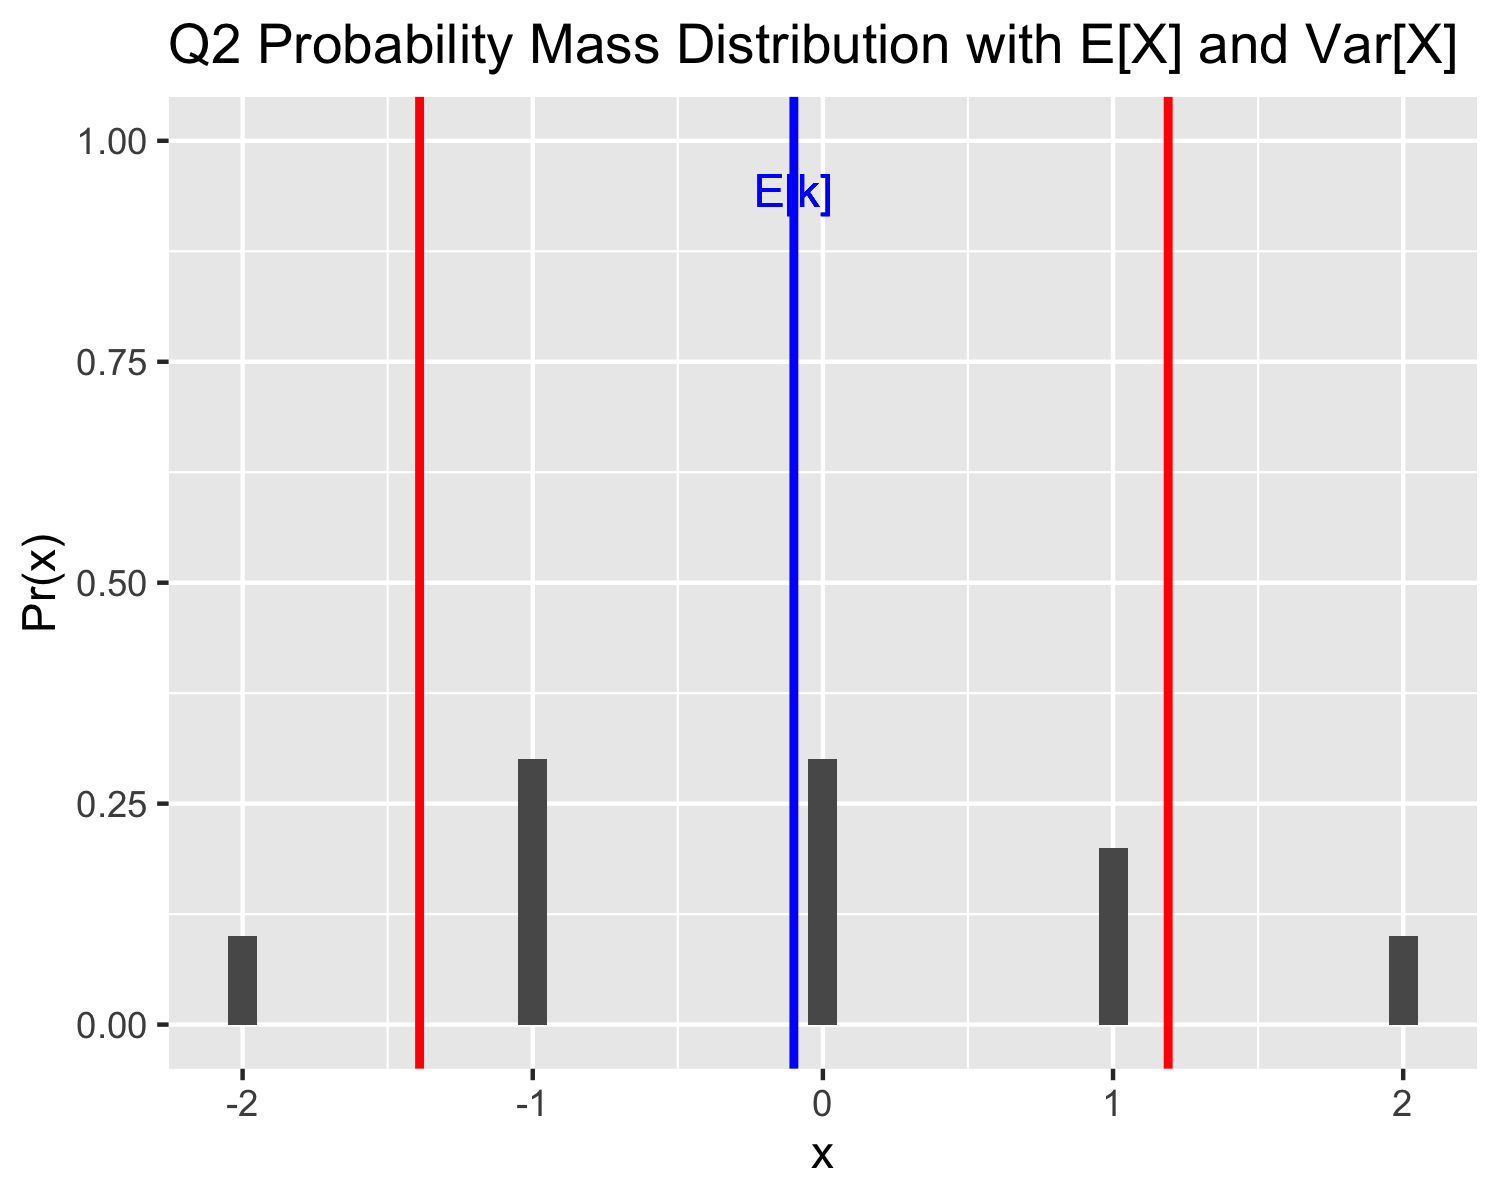 Q2 Probability Mass Distribution with E[X] and Var[X]
1.00
E[k]
0.75
Pr(x)
0.50
0.25
0.00
-2 -1 0 1 2
x